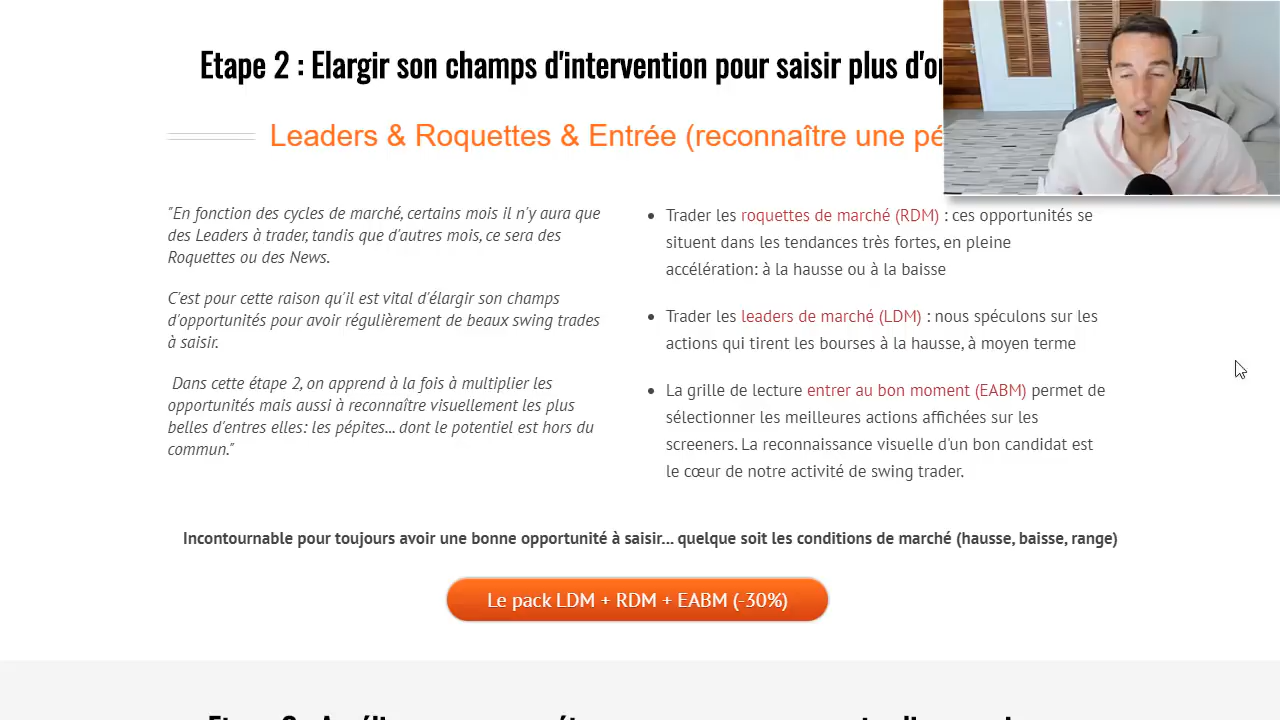 Etape 2 : Elargir son champs d'intervention pour saisir plus
Leaders & Roquettes & Entrée (reconnaître une
"En fonction des cycles de marché, certains mois il n'y aura que
des Leaders à trader, tandis que d'autres mois, ce sera des
Roquettes ou des News.
C'est pour cette raison qu'il est vital d'élargir son champs
d'opportunités pour avoir régulièrement de beaux swing trades
à saisir.
Dans cette étape 2, on apprend à la fois à multiplier les
opportunités mais aussi à reconnaître visuellement les plus
belles d'entres elles: les pépites... dont le potentiel est hors du
commun."
Trader les roquettes de marché (RDM) : ces opportunités se
situent dans les tendances très fortes, en pleine
accélération: à la hausse ou à la baisse
Trader les leaders de marché (LDM) : nous spéculons sur les
actions qui tirent les bourses à la hausse, à moyen terme
La grille de lecture entrer au bon moment (EABM) permet de
sélectionner les meilleures actions affichées sur les
screeners. La reconnaissance visuelle d'un bon candidat est
le cœur de notre activité de swing trader.
Incontournable pour toujours avoir une bonne opportunité à saisir... quelque soit les conditions de marché (hausse, baisse, range)
Le pack LDM + RDM + EABM (-30%)